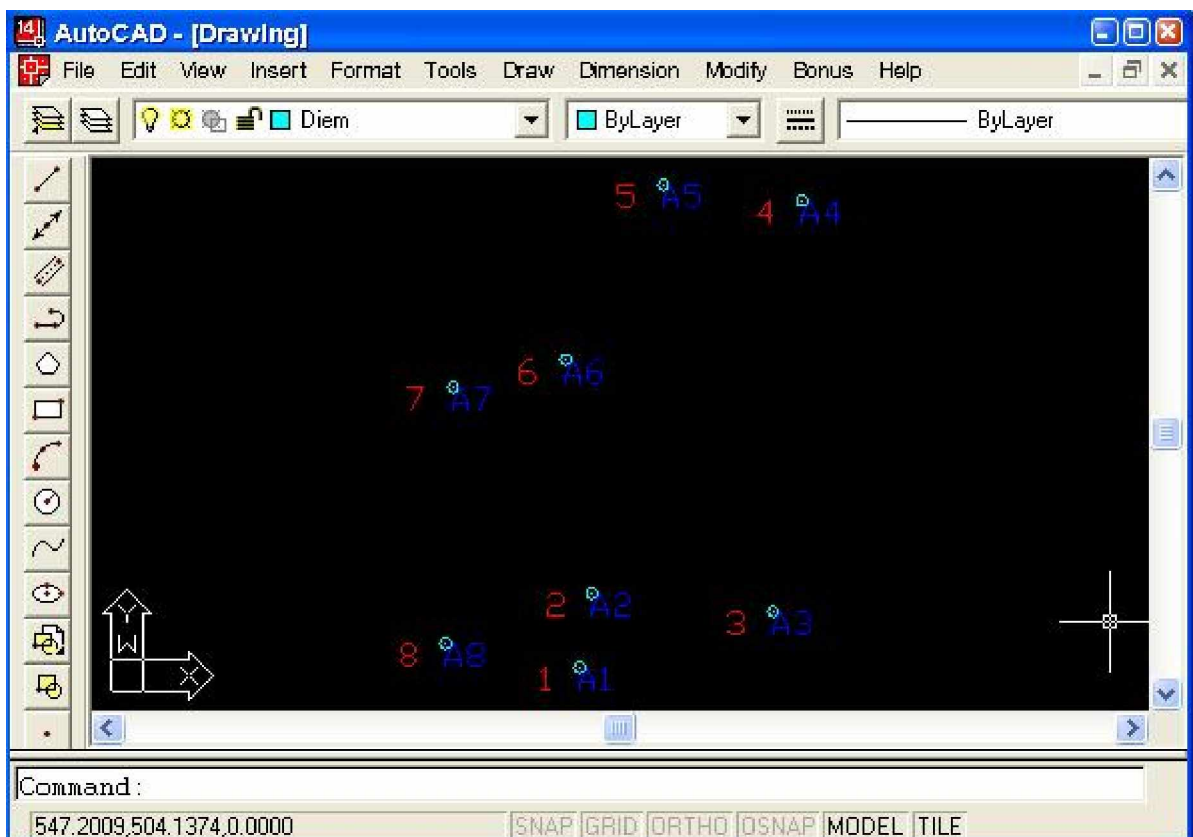 14 AutoCAD - [Drawing]
File Edit View Insert Format Tools Draw Dimension Modify Bonus Help
Diem ByLayer ByLayer
5 A5
4 A4
6 A6
7 A7
2 A2
3 A3
8 A8
1 A1
Y
W
X
Command:
547.2009,504.1374,0.0000 SNAP GRID ORTHO OSNAP MODEL TILE